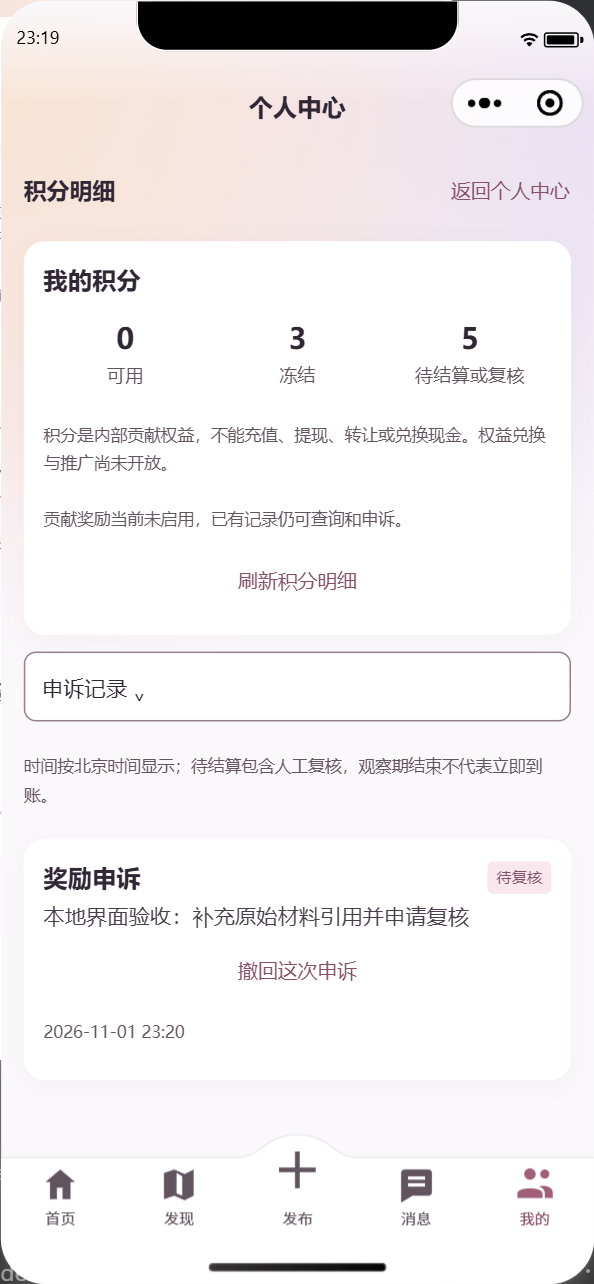 23:19
个人中心
积分明细
返回个人中心
我的积分
0
3
5
可用
冻结
待结算或复核
积分是内部贡献权益，不能充值、提现、转让或兑换现金。权益兑换
与推广尚未开放。
贡献奖励当前未启用，已有记录仍可查询和申诉。
刷新积分明细
申诉记录
时间按北京时间显示；待结算包含人工复核，观察期结束不代表立即到
账。
奖励申诉
待复核
本地界面验收：补充原始材料引用并申请复核
撤回这次申诉
2026-11-01 23:20
首页
发现
发布
消息
我的